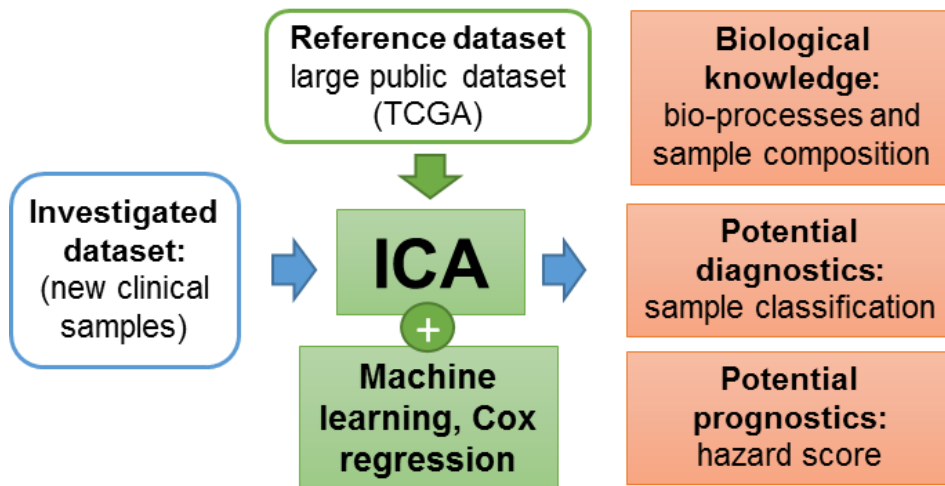 Reference dataset
large public dataset
(TCGA)
Investigated
dataset:
(new clinical
samples)
ICA
+
Machine
learning, Cox
regression
Biological
knowledge:
bio-processes and
sample composition
Potential
diagnostics:
sample classification
Potential
prognostics:
hazard score